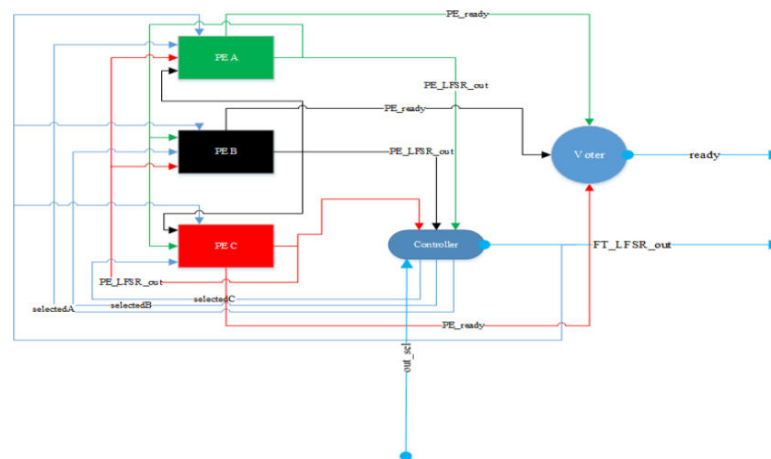 PE_ready
PE A
PE_LFSR_out
PE_ready
PE B
PE_LFSR_out
Voter
ready
PE C
Controller
FT_LFSR_out
PE_LFSR_out
selectedC
selectedB
selectedA
PE_ready
out_sel